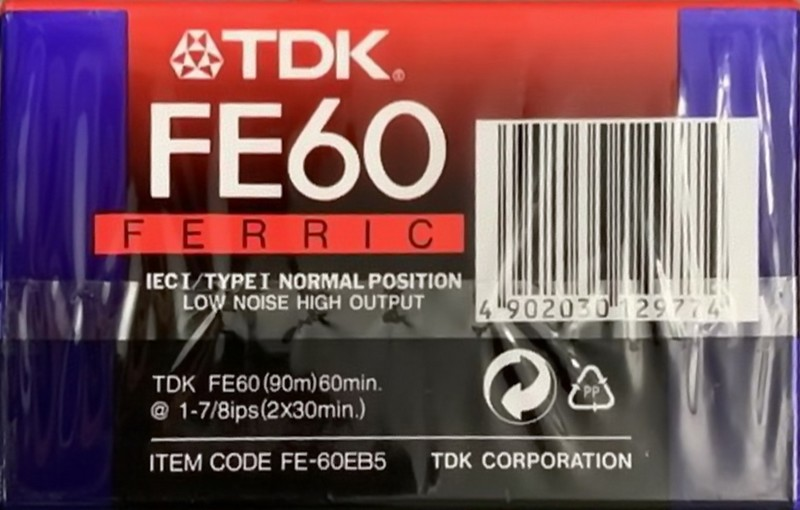 TDK®
FE60
FERRIC
IEC I/TYPE I NORMAL POSITION
LOW NOISE HIGH OUTPUT
4 902030 129774
TDK FE60(90m)60min.
@ 1-7/8ips(2X30min.)
PP
ITEM CODE FE-60EB5 TDK CORPORATION